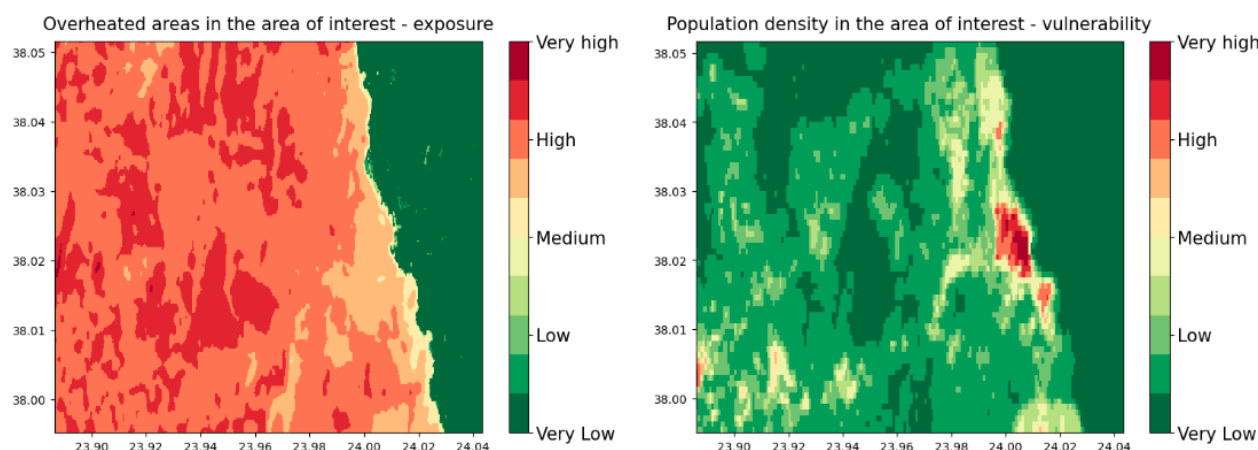 Overheated areas in the area of interest - exposure
38.05
38.04
38.03
38.02
38.01
38.00
23.90
23.92
23.94
23.96
23.98
24.00
24.02
24.04
Very high
High
Medium
Low
Very Low
Population density in the area of interest - vulnerability
38.05
38.04
38.03
38.02
38.01
38.00
23.90
23.92
23.94
23.96
23.98
24.00
24.02
24.04
Very high
High
Medium
Low
Very Low